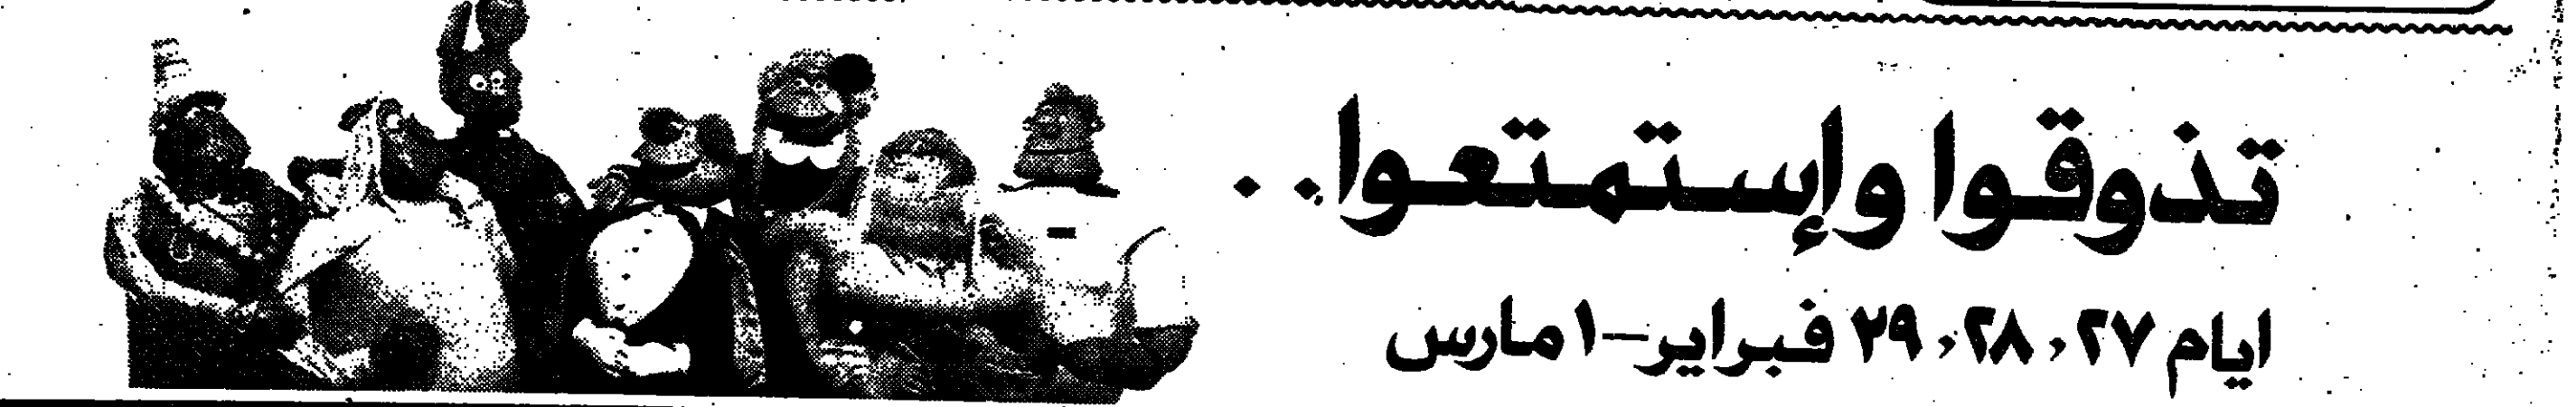 تذوقوا وإستمتعوا..
ايام ٢٧، ٢٨، ٢٩ فبراير - ١ مارس